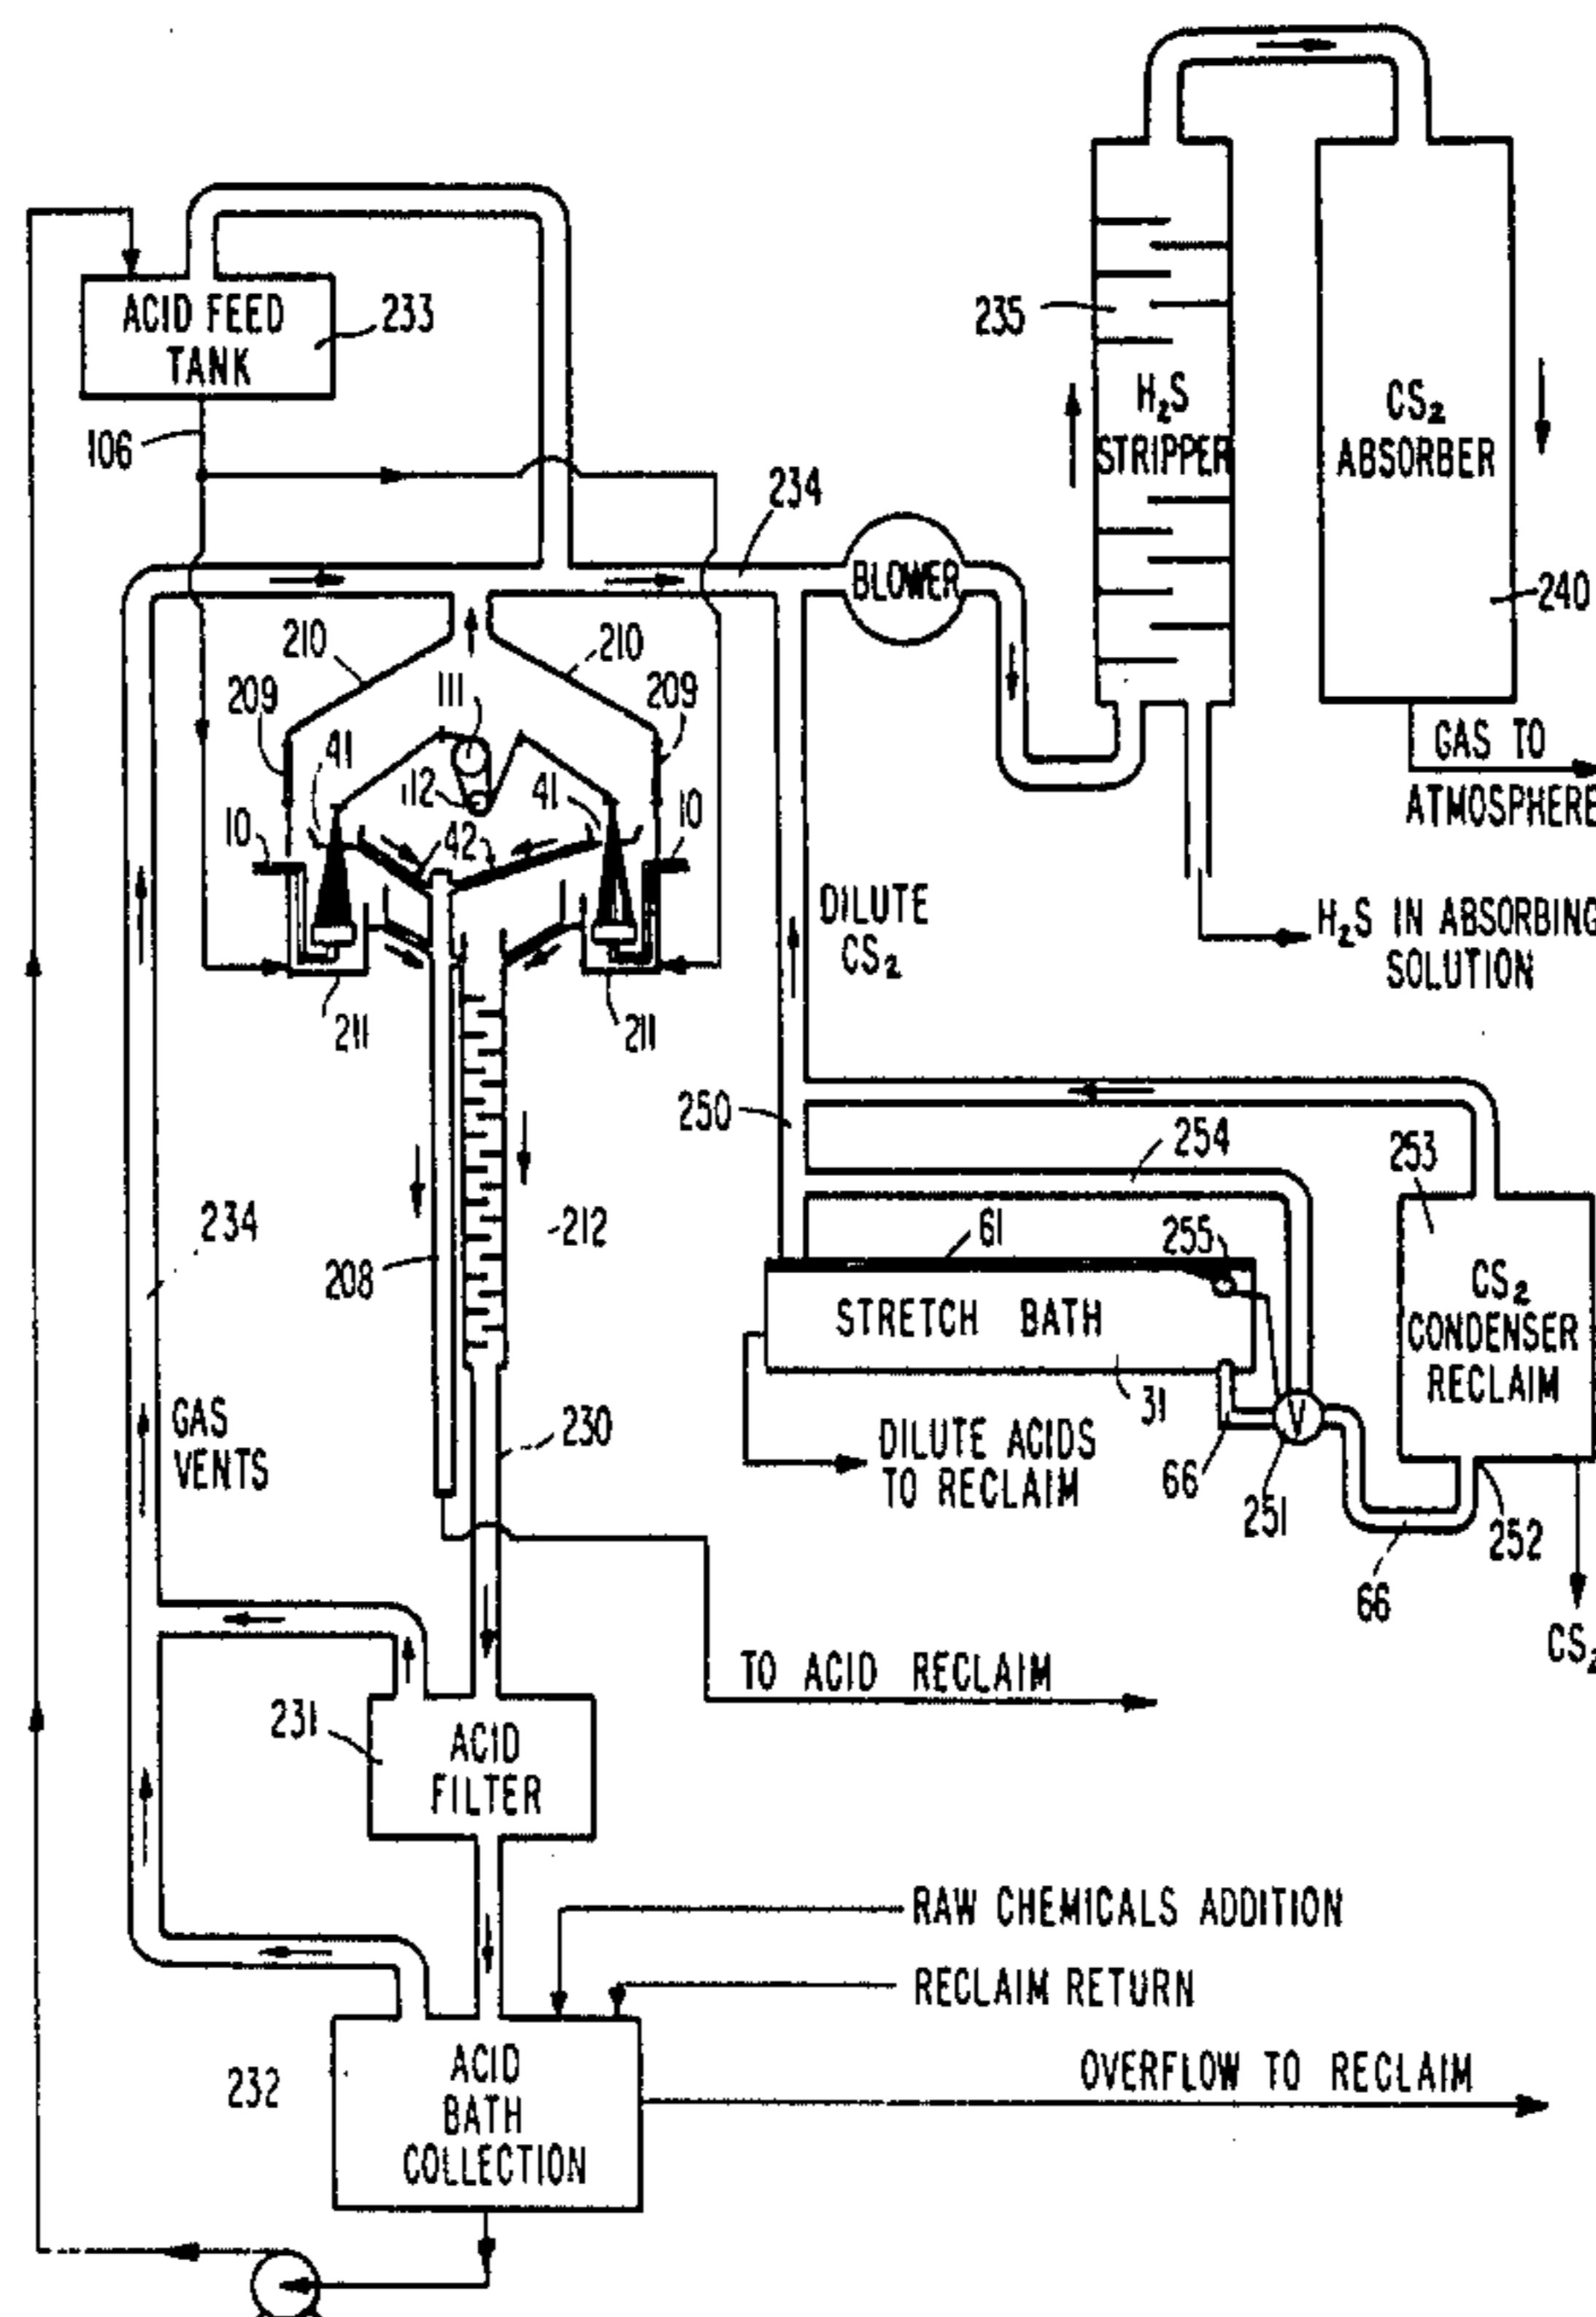 ACID FEED
TANK
233
106
235
H₂S
STRIPPER
CS₂
ABSORBER
240
234
BLOWER
210
210
209
209
111
112
41
41
42
10
10
211
211
GAS TO
ATMOSPHERE
H₂S IN ABSORBING
SOLUTION
DILUTE
CS₂
250
254
253
61
255
STRETCH BATH
31
CS₂
CONDENSER
RECLAIM
DILUTE ACIDS
TO RECLAIM
66
251
252
66
CS₂
234
208
212
230
GAS
VENTS
V
TO ACID RECLAIM
231
ACID
FILTER
RAW CHEMICALS ADDITION
RECLAIM RETURN
232
ACID
BATH
COLLECTION
OVERFLOW TO RECLAIM